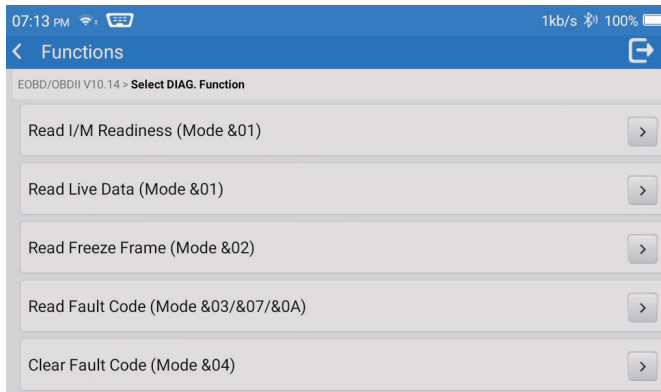 07:13 PM 1kb/s 100%
Functions
EOBD/OBDII V10.14 > Select DIAG. Function
Read I/M Readiness (Mode &01)
Read Live Data (Mode &01)
Read Freeze Frame (Mode &02)
Read Fault Code (Mode &03/&07/&0A)
Clear Fault Code (Mode &04)